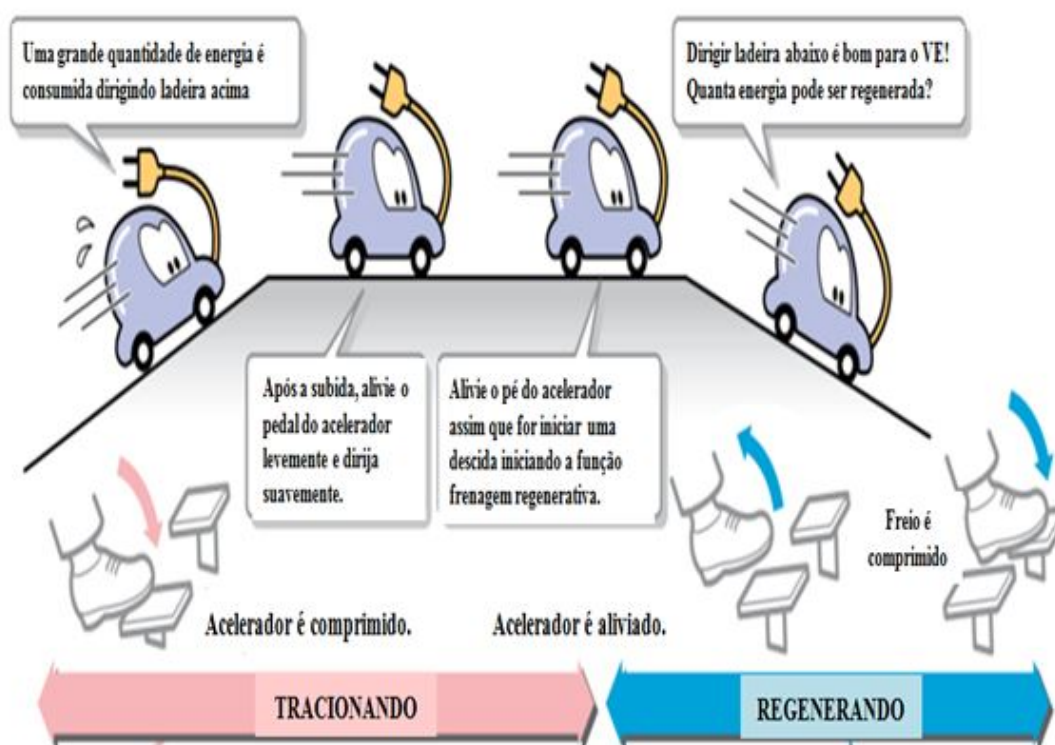 Uma grande quantidade de energia é
consumida dirigindo ladeira acima
Dirigir ladeira abaixo é bom para o VE!
Quanta energia pode ser regenerada?
Após a subida, alivie o
pedal do acelerador
levemente e dirija
suavemente.
Alivie o pé do acelerador
assim que for iniciar uma
descida iniciando a função
frenagem regenerativa.
Freio é
comprimido
Acelerador é comprimido.
Acelerador é aliviado.
TRACIONANDO
REGENERANDO